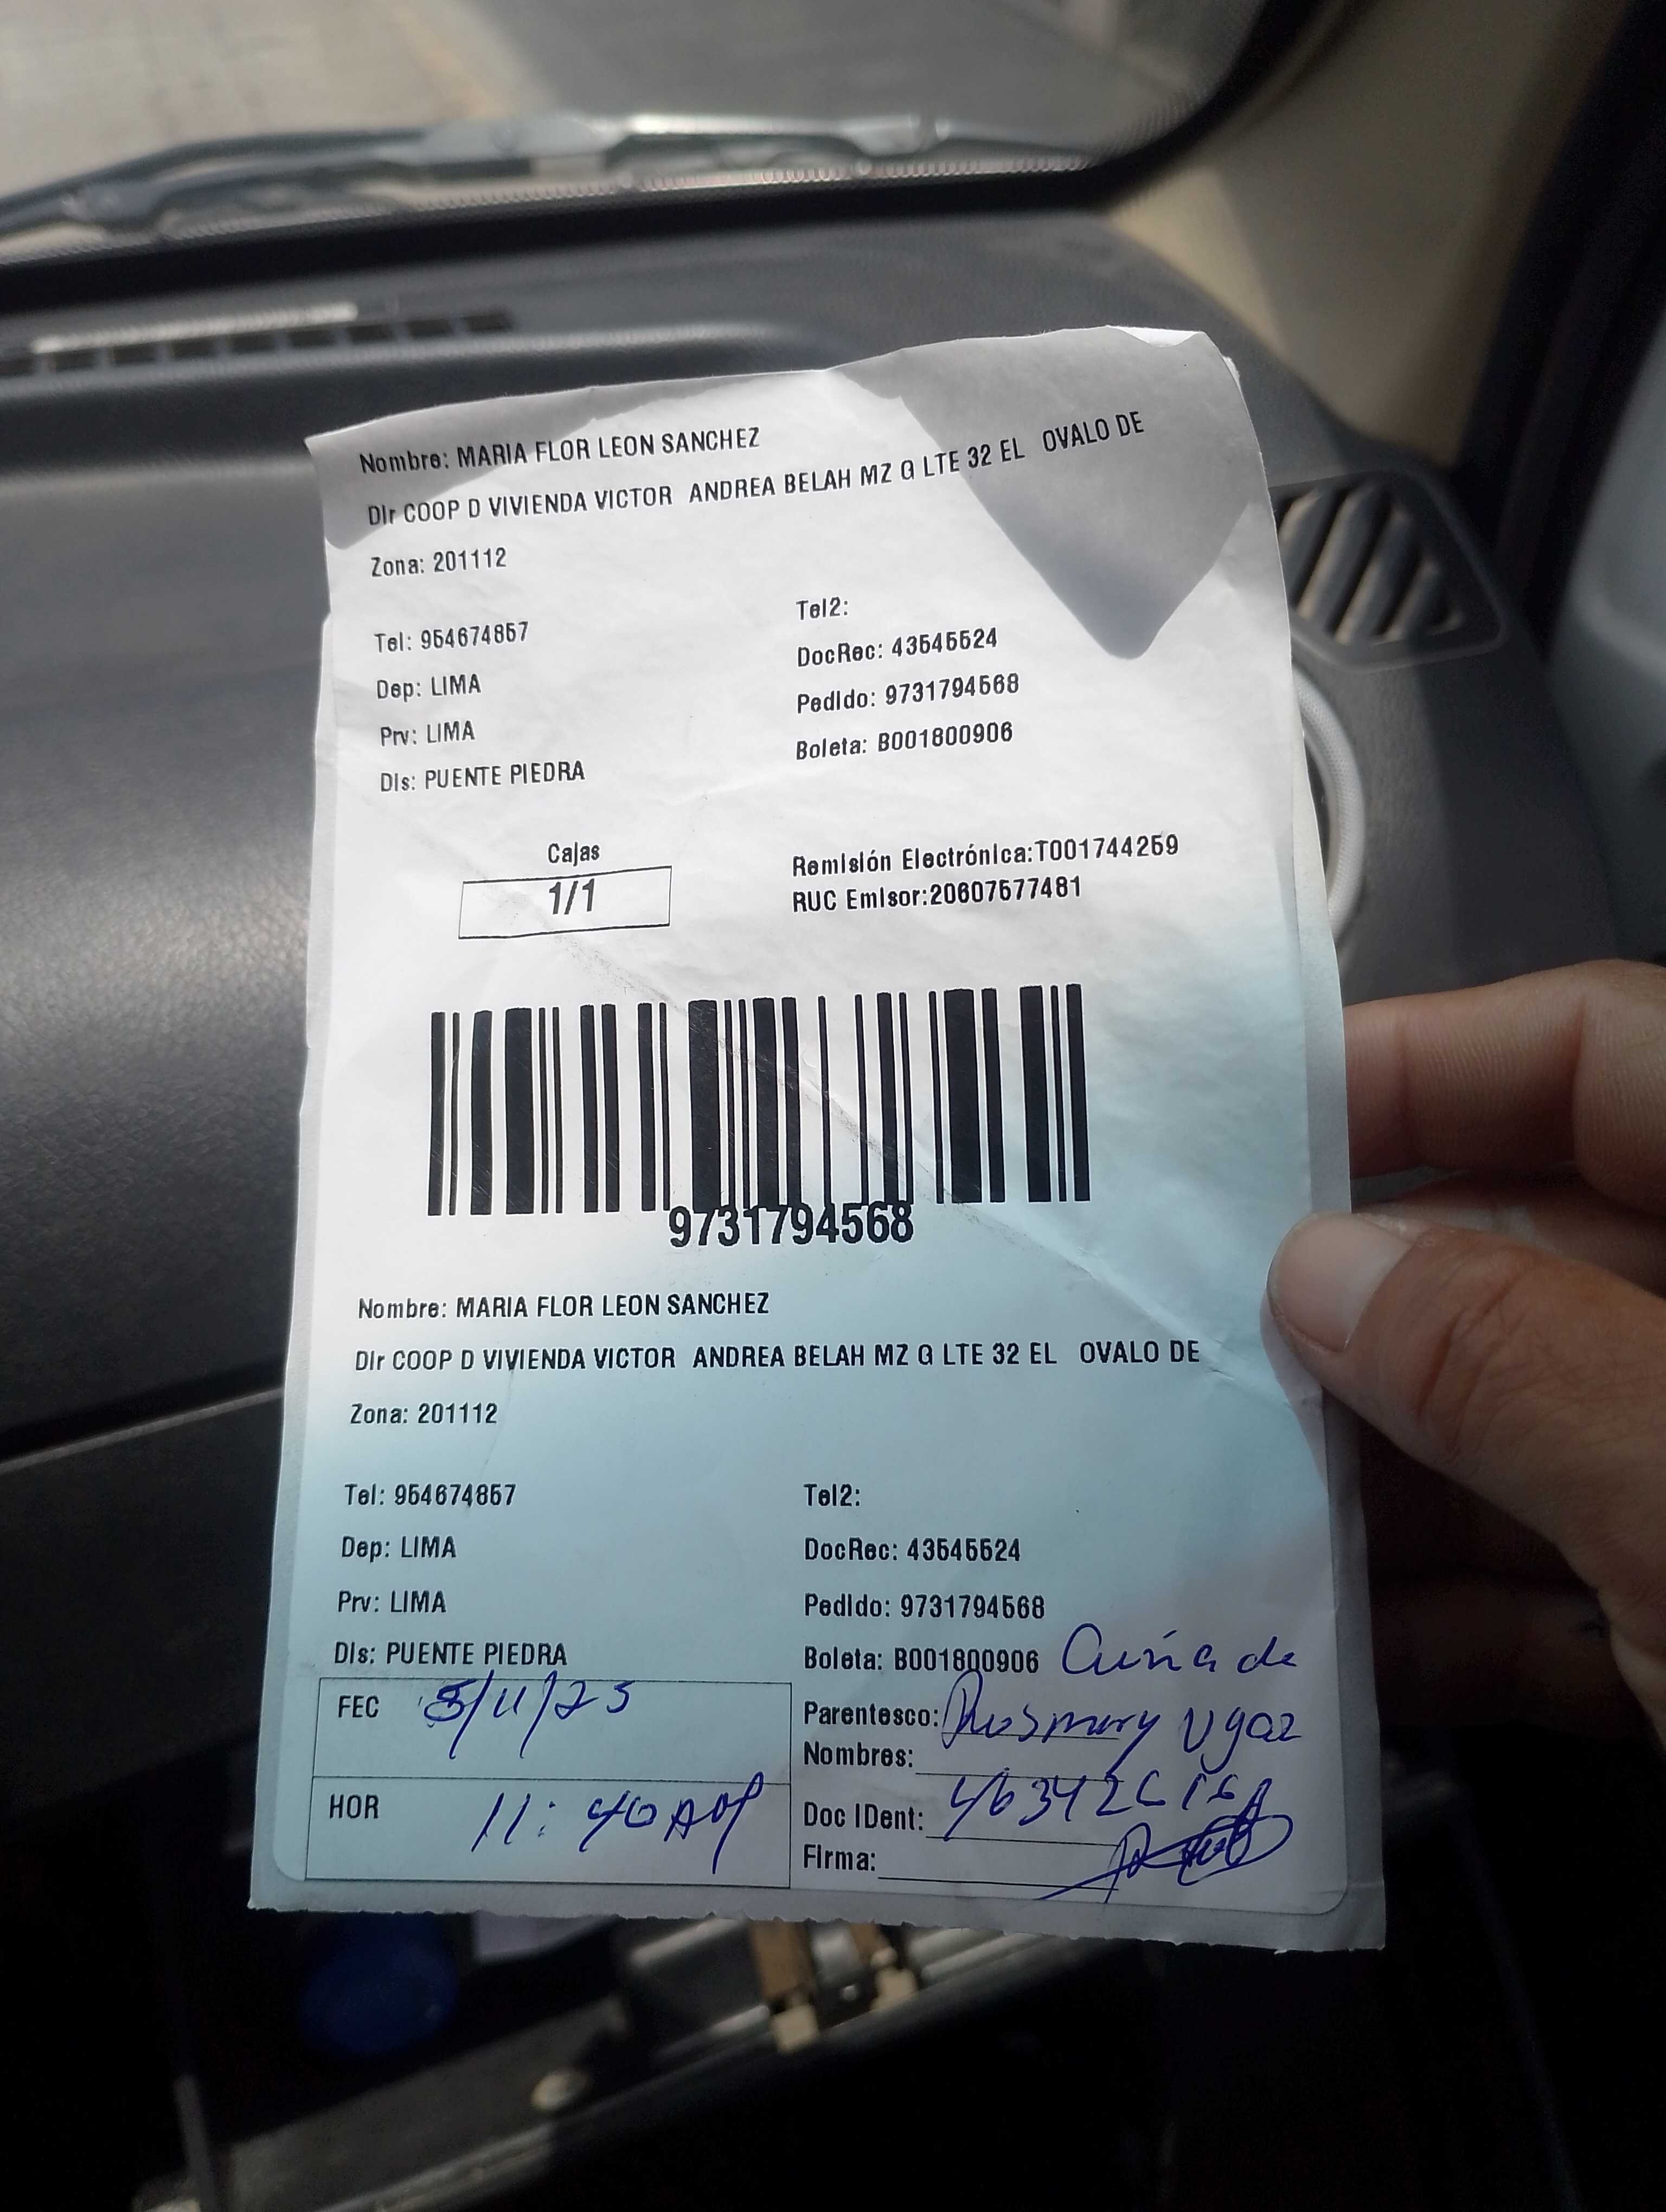 Nombre: MARIA FLOR LEON SANCHEZ
Dir COOP D VIVIENDA VICTOR ANDREA BELAH MZ G LTE 32 EL OVALO DE
Zona: 201112
Tel: 954674857
Tel2:
DocRec: 43545524
Dep: LIMA
Pedido: 9731794568
Prv: LIMA
Boleta: B001800906
Dis: PUENTE PIEDRA
Cajas
1/1
Remisión Electrónica:T001744259
RUC Emisor:20607577481
9731794568
Nombre: MARIA FLOR LEON SANCHEZ
Dir COOP D VIVIENDA VICTOR ANDREA BELAH MZ G LTE 32 EL OVALO DE
Zona: 201112
Tel: 954674857
Tel2:
Dep: LIMA
DocRec: 43545524
Prv: LIMA
Pedido: 9731794568
Dis: PUENTE PIEDRA
Boleta: B001800906 Cuñada
FEC
Parentesco: Rusmery Ugaz
Nombres:
HOR 11:40 AM
Doc IDent:
Firma: